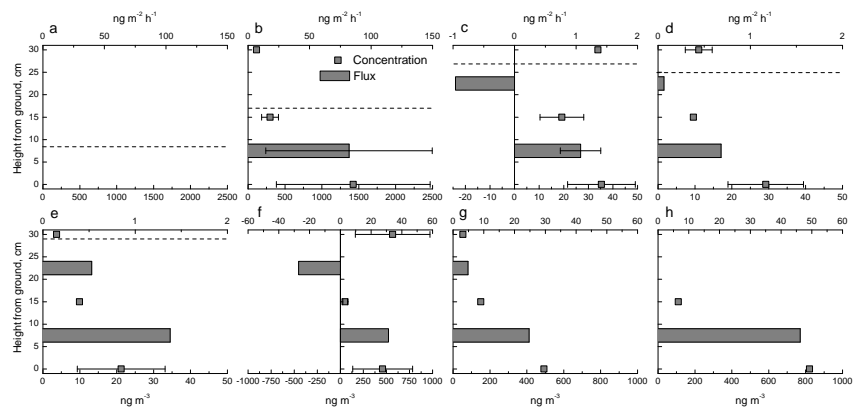 ng m⁻² h⁻¹ ng m⁻² h⁻¹ ng m⁻² h⁻¹ ng m⁻² h⁻¹
0 50 100 150 0 50 100 150 -1 0 1 2 0 1 2
a b c d
Concentration
Flux
Height from ground, cm
30
25
20
15
10
5
0
0 500 1000 1500 2000 2500 0 500 1000 1500 2000 2500 -20 -10 0 10 20 30 40 50 0 10 20 30 40 50
e f g h
0 1 2 -60 -40 -20 0 20 40 60 0 10 20 30 40 50 60 0 10 20 30 40 50 60
Height from ground, cm
30
25
20
15
10
5
0
0 10 20 30 40 50 -1000 -750 -500 -250 0 250 500 750 1000 0 200 400 600 800 1000 0 200 400 600 800 1000
ng m⁻³ ng m⁻³ ng m⁻³ ng m⁻³